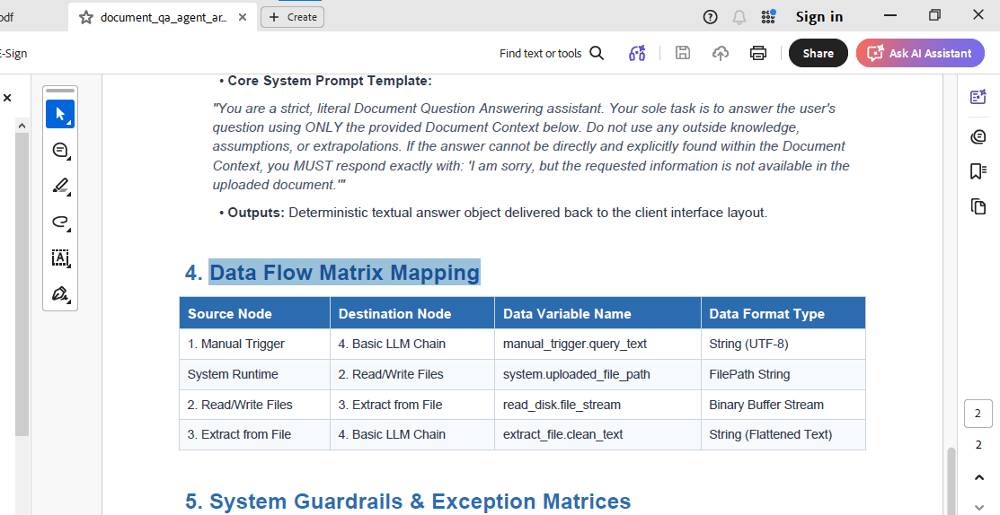 odf
document_qa_agent_ar...
Create
Sign in
E-Sign
Find text or tools
Share
Ask AI Assistant
• Core System Prompt Template:
"You are a strict, literal Document Question Answering assistant. Your sole task is to answer the user's
question using ONLY the provided Document Context below. Do not use any outside knowledge,
assumptions, or extrapolations. If the answer cannot be directly and explicitly found within the Document
Context, you MUST respond exactly with: 'I am sorry, but the requested information is not available in the
uploaded document.'"
• Outputs: Deterministic textual answer object delivered back to the client interface layout.
4. Data Flow Matrix Mapping
Source Node Destination Node Data Variable Name Data Format Type
1. Manual Trigger 4. Basic LLM Chain manual_trigger.query_text String (UTF-8)
System Runtime 2. Read/Write Files system.uploaded_file_path FilePath String
2. Read/Write Files 3. Extract from File read_disk.file_stream Binary Buffer Stream
3. Extract from File 4. Basic LLM Chain extract_file.clean_text String (Flattened Text)
5. System Guardrails & Exception Matrices
2
2